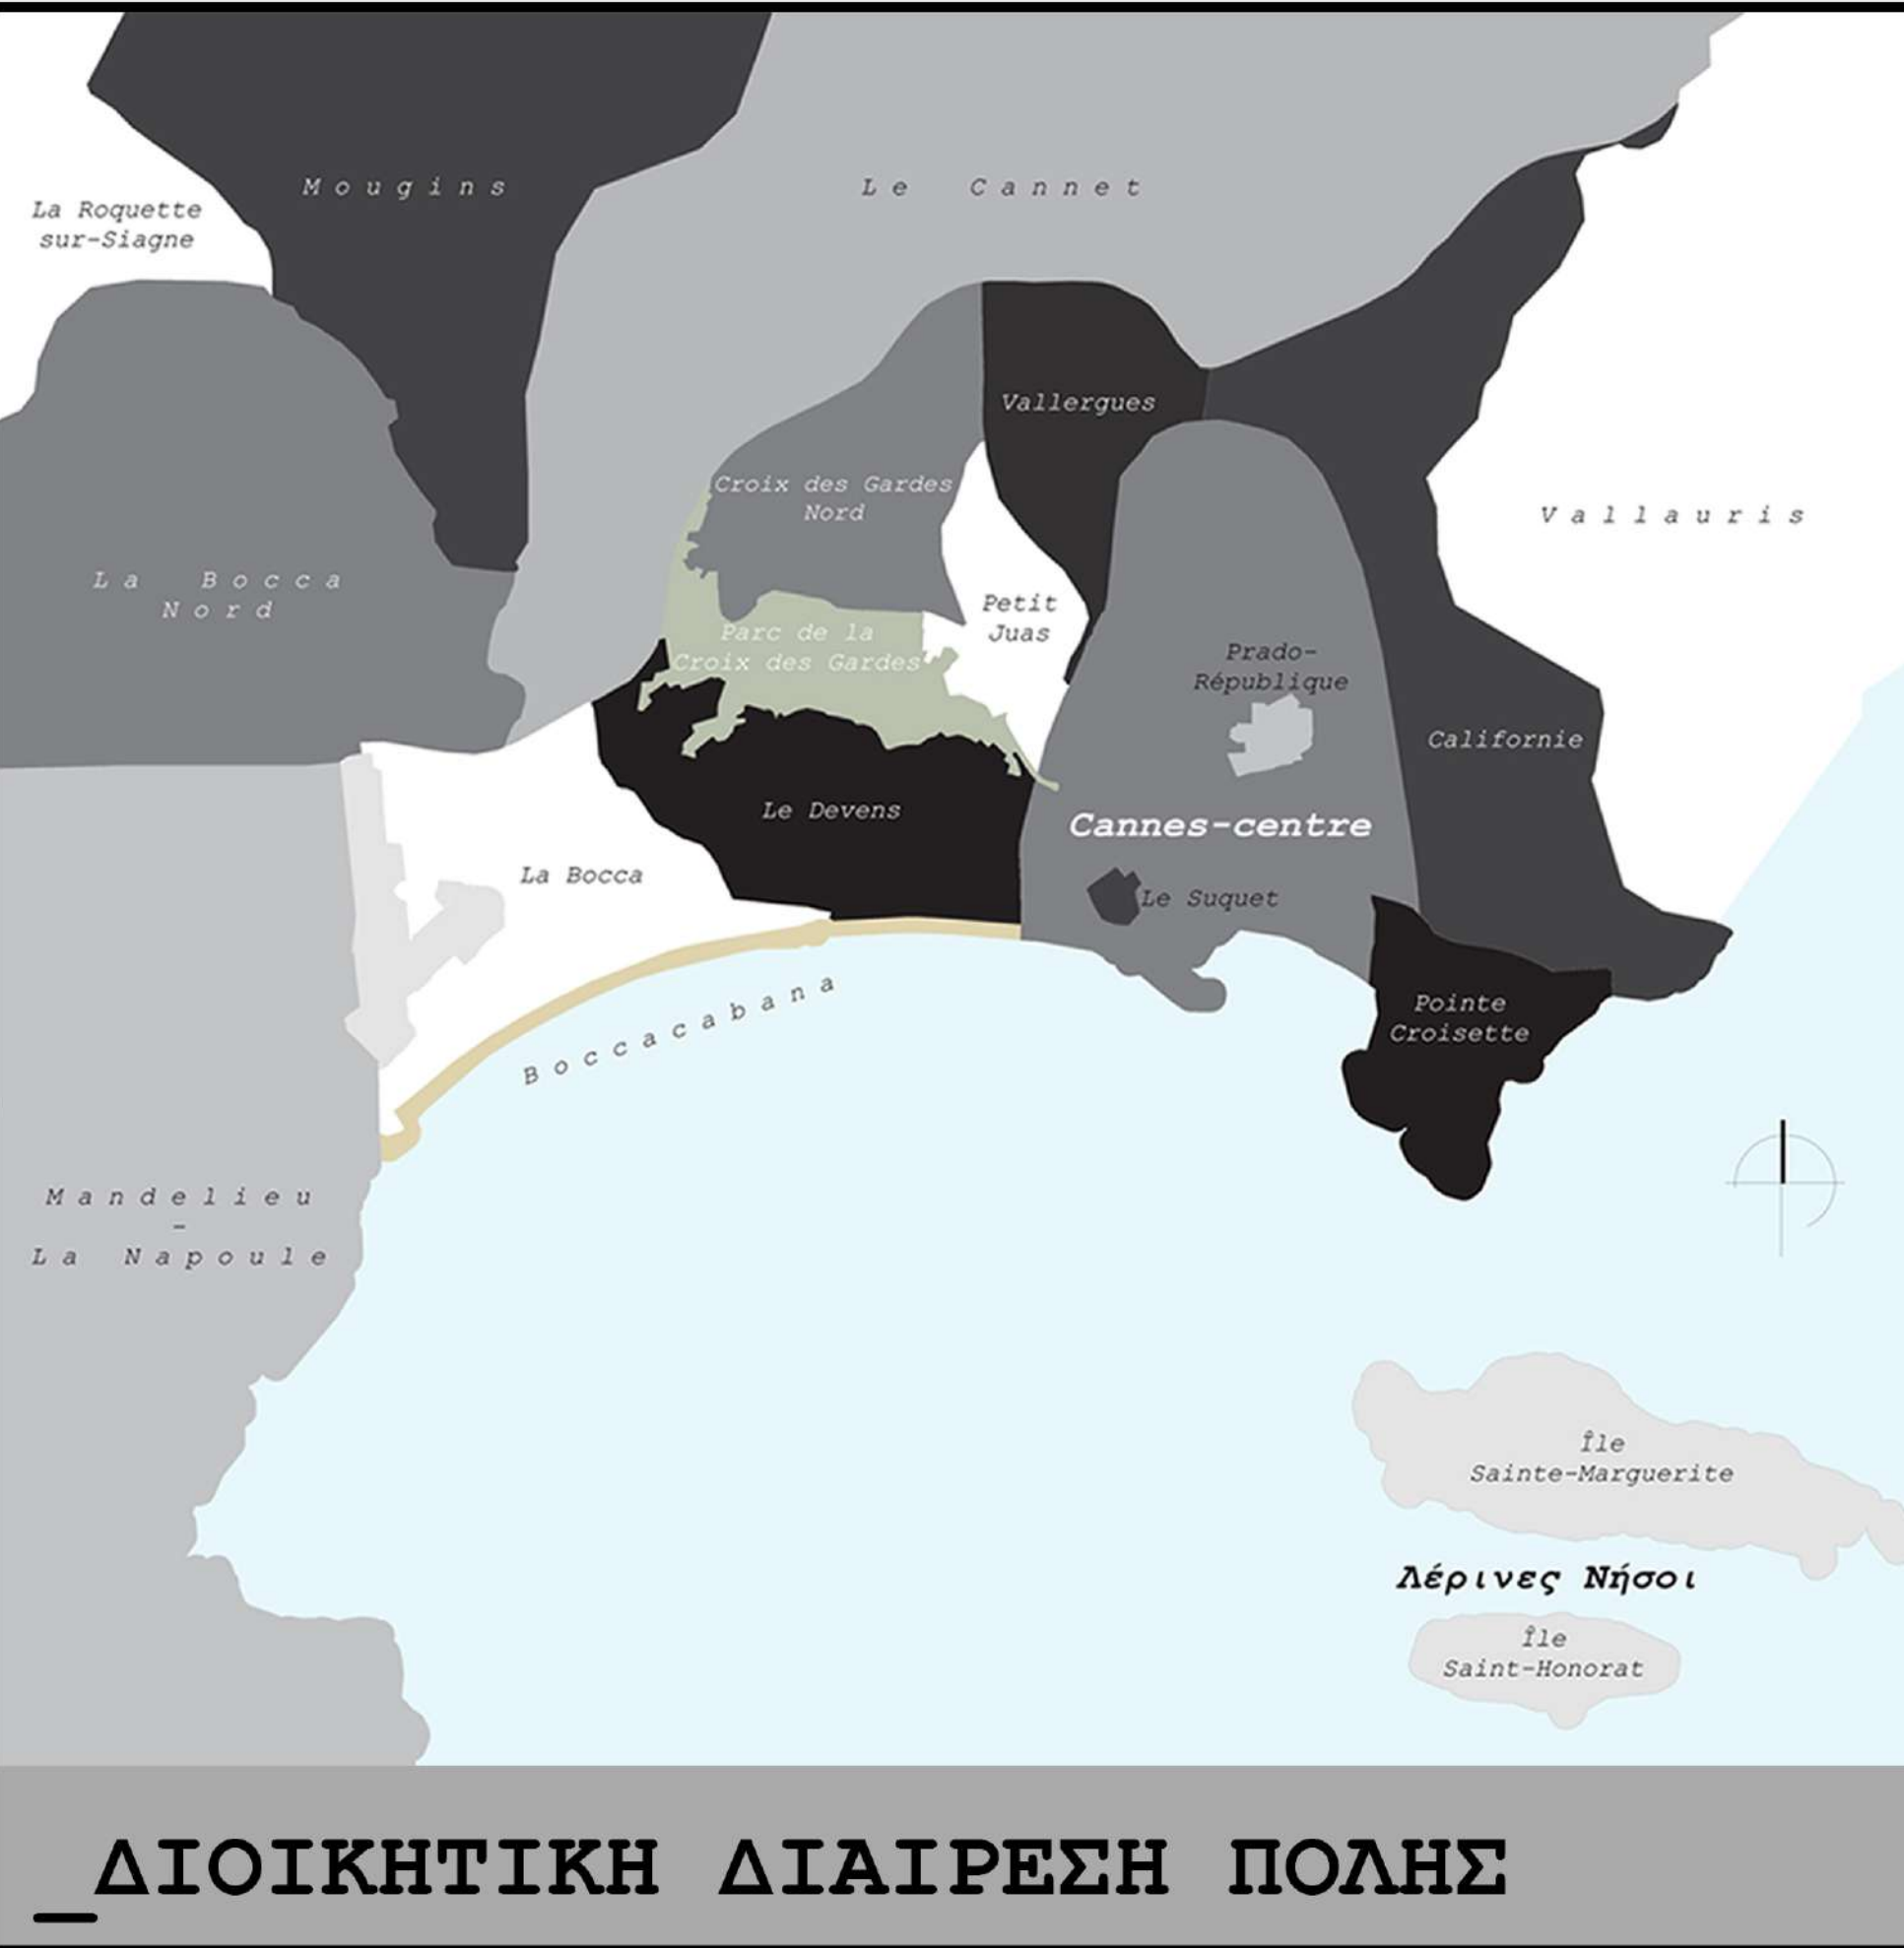 Mougins
Le Cannet
La Roquette
sur-Siagne
Vallergues
Croix des Gardes
Nord
Vallauris
La Bocca
Nord
Petit
Juas
Parc de la
Croix des Gardes
Prado-
République
Californie
Le Devens
Cannes-centre
La Bocca
Le Suquet
Boccacabana
Pointe
Croisette
Mandelieu
-
La Napoule
Île
Sainte-Marguerite
Λέρινες Νήσοι
Île
Saint-Honorat
_ΔΙΟΙΚΗΤΙΚΗ ΔΙΑΙΡΕΣΗ ΠΟΛΗΣ